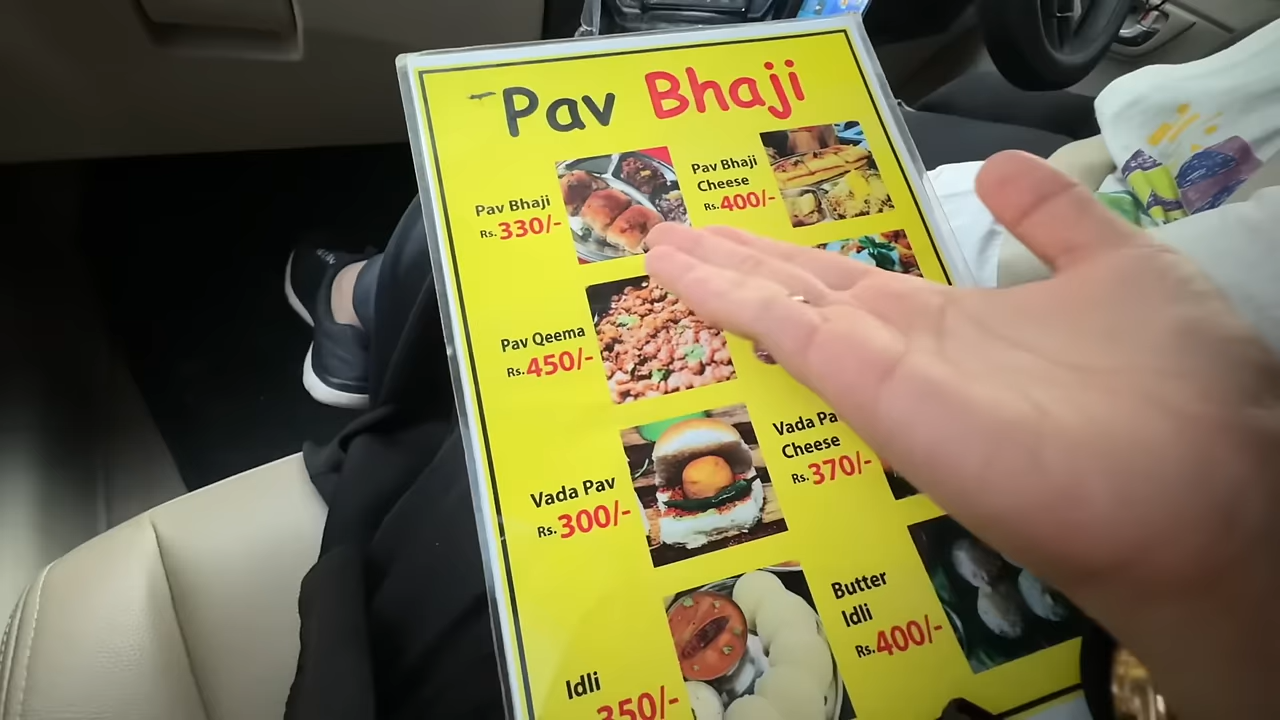 Pav Bhaji
Pav Bhaji
Rs.330/-
Pav Bhaji
Cheese
Rs.400/-
Pav Qeema
Rs.450/-
Vada Pa
Cheese
Rs.370/-
Vada Pav
Rs.300/-
Butter
Idli
Rs.400/-
Idli
350/-